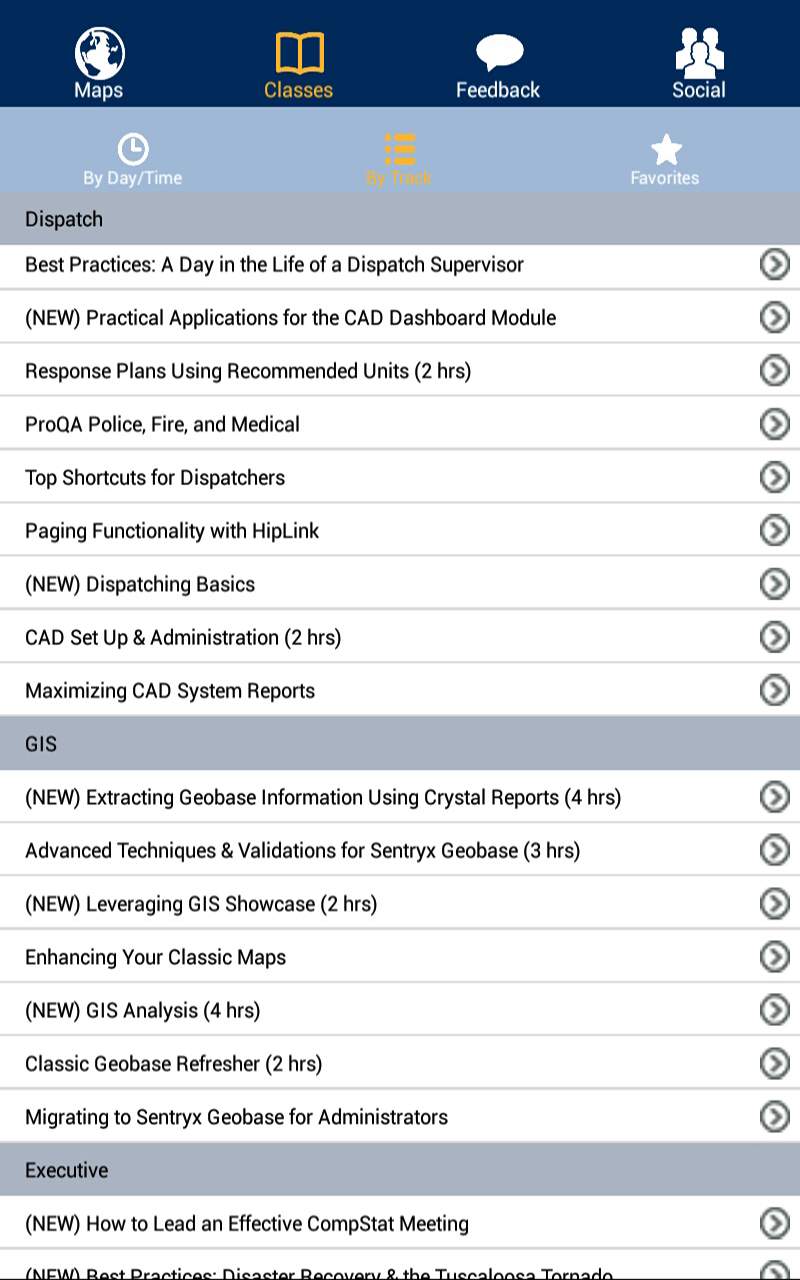 Maps
Classes
Feedback
Social
By Day/Time
By Track
Favorites
Dispatch
Best Practices: A Day in the Life of a Dispatch Supervisor
(NEW) Practical Applications for the CAD Dashboard Module
Response Plans Using Recommended Units (2 hrs)
ProQA Police, Fire, and Medical
Top Shortcuts for Dispatchers
Paging Functionality with HipLink
(NEW) Dispatching Basics
CAD Set Up & Administration (2 hrs)
Maximizing CAD System Reports
GIS
(NEW) Extracting Geobase Information Using Crystal Reports (4 hrs)
Advanced Techniques & Validations for Sentryx Geobase (3 hrs)
(NEW) Leveraging GIS Showcase (2 hrs)
Enhancing Your Classic Maps
(NEW) GIS Analysis (4 hrs)
Classic Geobase Refresher (2 hrs)
Migrating to Sentryx Geobase for Administrators
Executive
(NEW) How to Lead an Effective CompStat Meeting
(NEW) Best Practices: Disaster Recovery & the Tuscaloosa Tornado